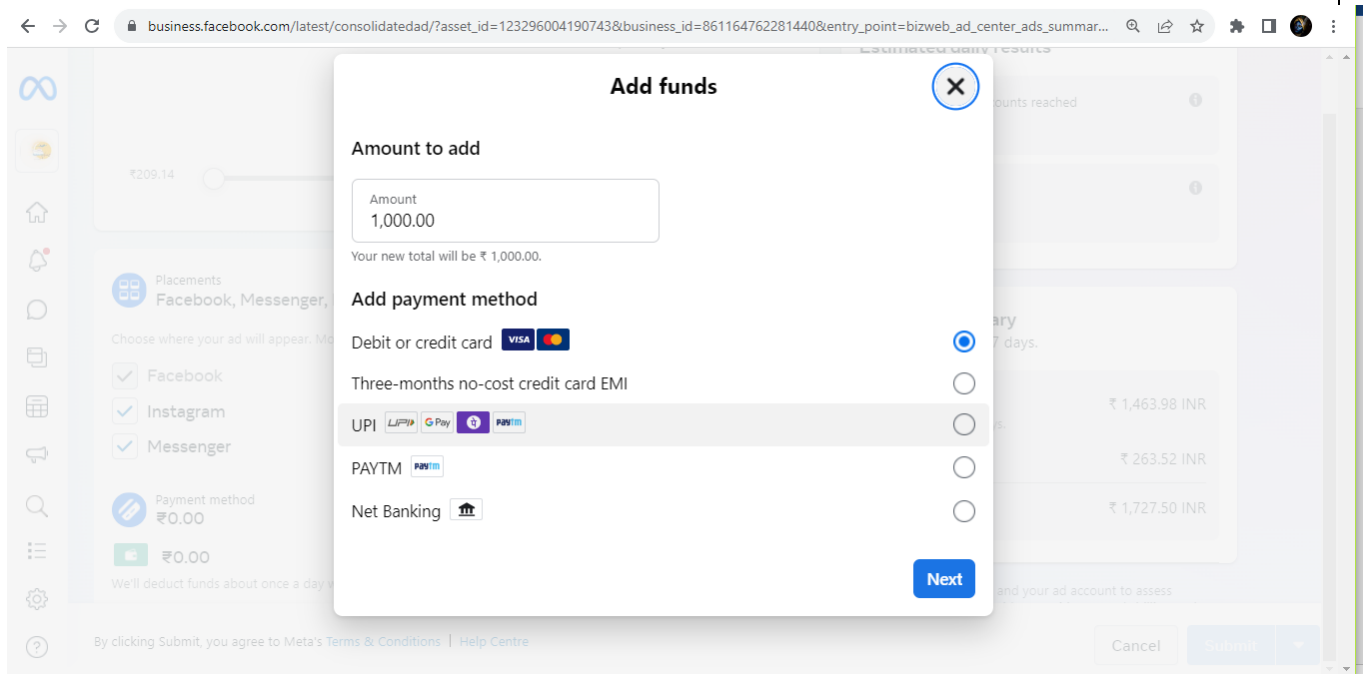 business.facebook.com/latest/consolidatedad/?asset_id=123296004190743&business_id=861164762281440&entry_point=bizweb_ad_center_ads_summar...
Estimated daily results
Add funds
ounts reached
Amount to add
₹209.14
Amount
1,000.00
Your new total will be ₹ 1,000.00.
Placements
Facebook, Messenger,
Add payment method
ary
Choose where your ad will appear. Mo
Debit or credit card VISA
7 days.
Facebook
Three-months no-cost credit card EMI
Instagram
₹ 1,463.98 INR
UPI UPI G Pay Paytm
s.
Messenger
₹ 263.52 INR
PAYTM Paytm
Payment method
₹0.00
Net Banking
₹ 1,727.50 INR
₹0.00
We'll deduct funds about once a day w
Next
and your ad account to assess
By clicking Submit, you agree to Meta's Terms & Conditions | Help Centre
Cancel
Submit